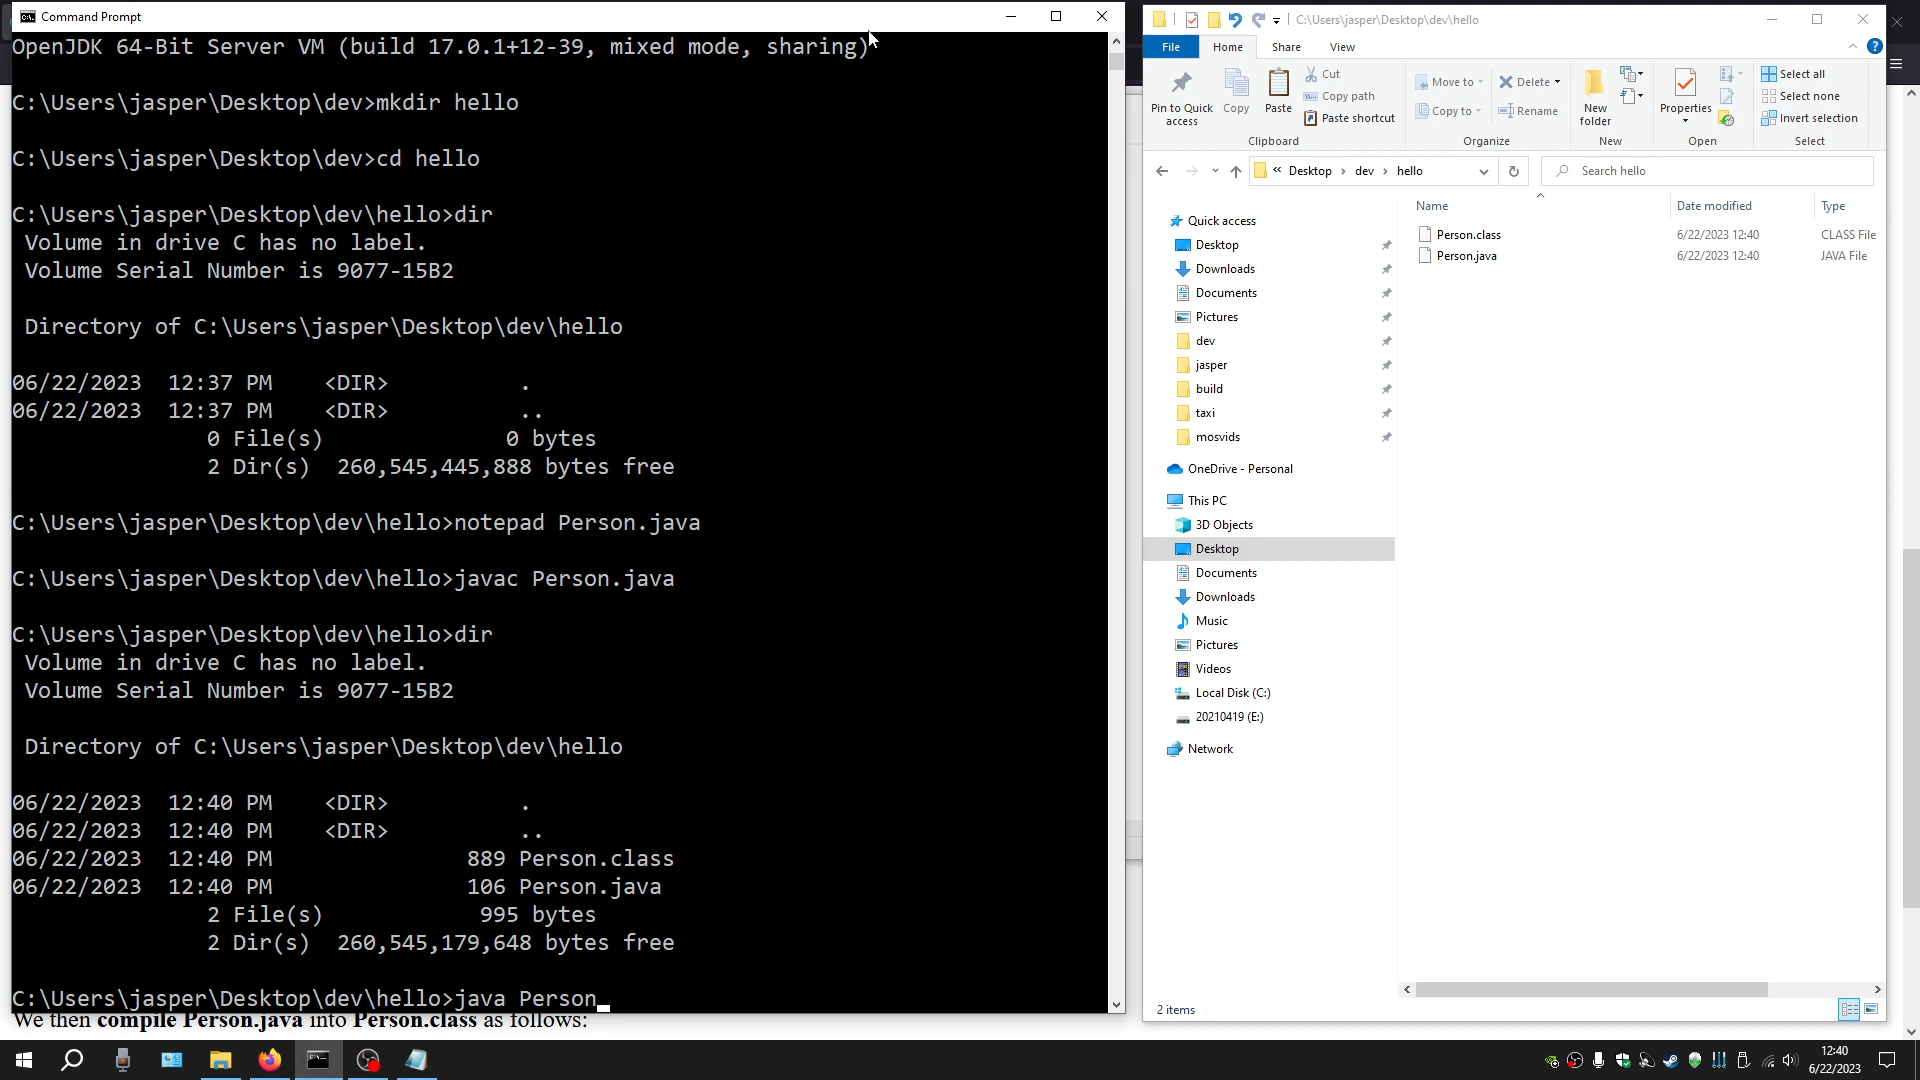 Command Prompt
OpenJDK 64-Bit Server VM (build 17.0.1+12-39, mixed mode, sharing)
C:\Users\jasper\Desktop\dev>mkdir hello
C:\Users\jasper\Desktop\dev>cd hello
C:\Users\jasper\Desktop\dev\hello>dir
Volume in drive C has no label.
Volume Serial Number is 9077-15B2
Directory of C:\Users\jasper\Desktop\dev\hello
06/22/2023 12:37 PM <DIR> .
06/22/2023 12:37 PM <DIR> ..
0 File(s) 0 bytes
2 Dir(s) 260,545,445,888 bytes free
C:\Users\jasper\Desktop\dev\hello>notepad Person.java
C:\Users\jasper\Desktop\dev\hello>javac Person.java
C:\Users\jasper\Desktop\dev\hello>dir
Volume in drive C has no label.
Volume Serial Number is 9077-15B2
Directory of C:\Users\jasper\Desktop\dev\hello
06/22/2023 12:40 PM <DIR> .
06/22/2023 12:40 PM <DIR> ..
06/22/2023 12:40 PM 889 Person.class
06/22/2023 12:40 PM 106 Person.java
2 File(s) 995 bytes
2 Dir(s) 260,545,179,648 bytes free
C:\Users\jasper\Desktop\dev\hello>java Person_
We then compile Person.java into Person.class as follows:
C:\Users\jasper\Desktop\dev\hello
File Home Share View
Pin to Quick access
Copy
Paste
Cut
Copy path
Paste shortcut
Clipboard
Move to
Copy to
Delete
Rename
Organize
New folder
New
Properties
Open
Select all
Select none
Invert selection
Select
« Desktop › dev › hello
Search hello
Name Date modified Type
Person.class 6/22/2023 12:40 CLASS File
Person.java 6/22/2023 12:40 JAVA File
Quick access
Desktop
Downloads
Documents
Pictures
dev
jasper
build
taxi
mosvids
OneDrive - Personal
This PC
3D Objects
Desktop
Documents
Downloads
Music
Pictures
Videos
Local Disk (C:)
20210419 (E:)
Network
2 items
12:40
6/22/2023